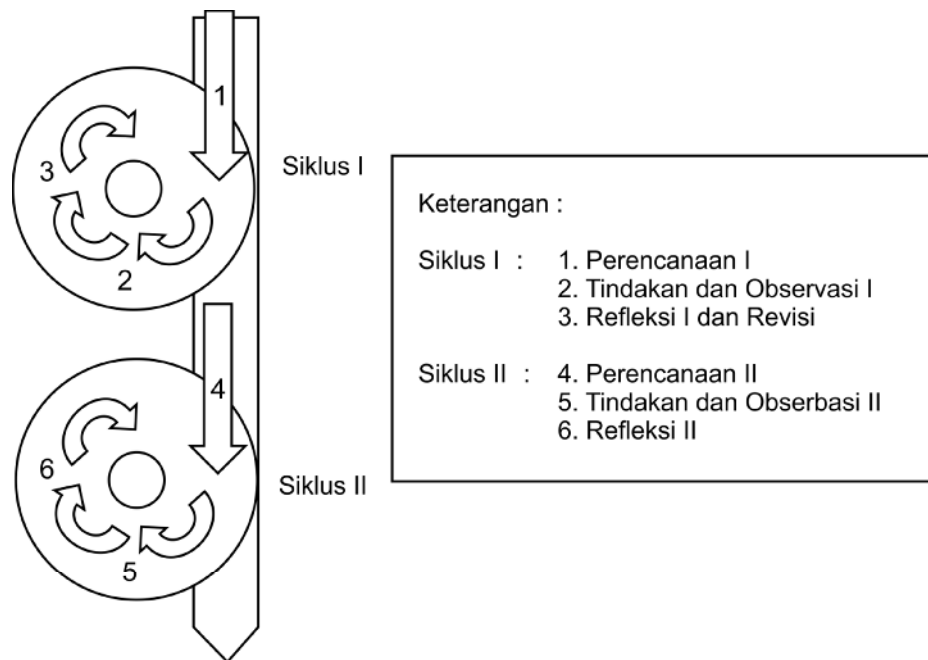 1
3
2
Siklus I
4
6
5
Siklus II
Keterangan :
Siklus I : 1. Perencanaan I
2. Tindakan dan Observasi I
3. Refleksi I dan Revisi
Siklus II : 4. Perencanaan II
5. Tindakan dan Obserbasi II
6. Refleksi II